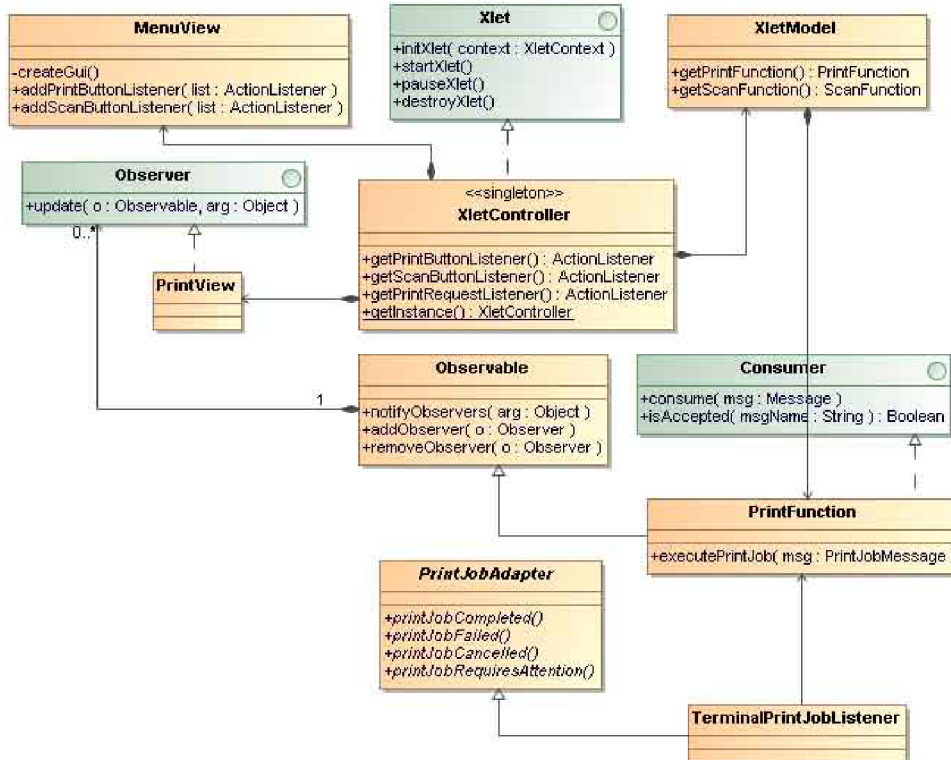 MenuView
-createGui()
+addPrintButtonListener( list : ActionListener )
+addScanButtonListener( list : ActionListener )
Xlet
+initXlet( context : XletContext )
+startXlet()
+pauseXlet()
+destroyXlet()
XletModel
+getPrintFunction() : PrintFunction
+getScanFunction() : ScanFunction
Observer
+update( o : Observable, arg : Object )
0..*
<<singleton>>
XletController
+getPrintButtonListener() : ActionListener
+getScanButtonListener() : ActionListener
+getPrintRequestListener() : ActionListener
+getInstance() : XletController
PrintView
Observable
+notifyObservers( arg : Object )
+addObserver( o : Observer )
+removeObserver( o : Observer )
1
Consumer
+consume( msg : Message )
+isAccepted( msgName : String ) : Boolean
PrintFunction
+executePrintJob( msg : PrintJobMessage
PrintJobAdapter
+printJobCompleted()
+printJobFailed()
+printJobCancelled()
+printJobRequiresAttention()
TerminalPrintJobListener